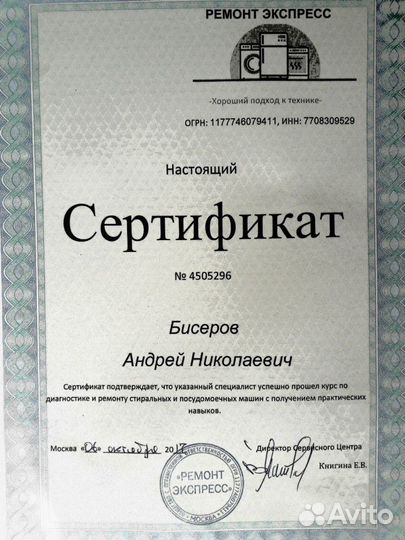 РЕМОНТ ЭКСПРЕСС
-Хороший подход к технике-
ОГРН: 1177746079411, ИНН: 7708309529
Настоящий
Сертификат
№ 4505296
Бисеров
Андрей Николаевич
Сертификат подтверждает, что указанный специалист успешно прошел курс по
диагностике и ремонту стиральных и посудомоечных машин с получением практических
навыков.
Москва «06» октября 2017 Директор Сервисного Центра
Книгина Е.В.
«РЕМОНТ
ЭКСПРЕСС»
МОСКВА
Avito